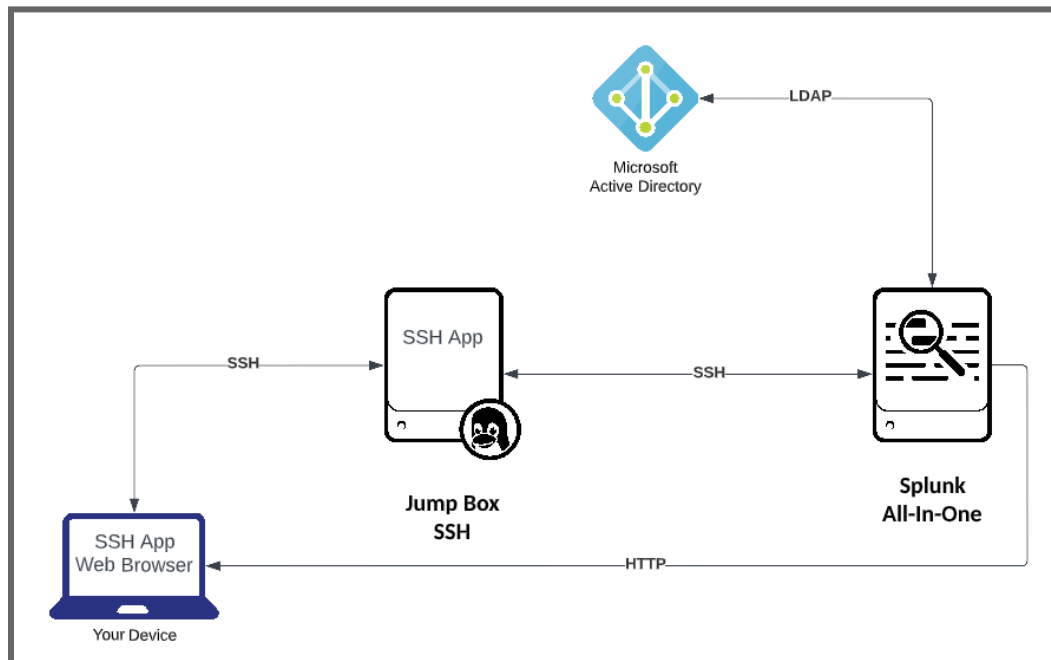 LDAP
Microsoft
Active Directory
SSH App
SSH
SSH
Jump Box
SSH
Splunk
All-In-One
SSH App
Web Browser
HTTP
Your Device